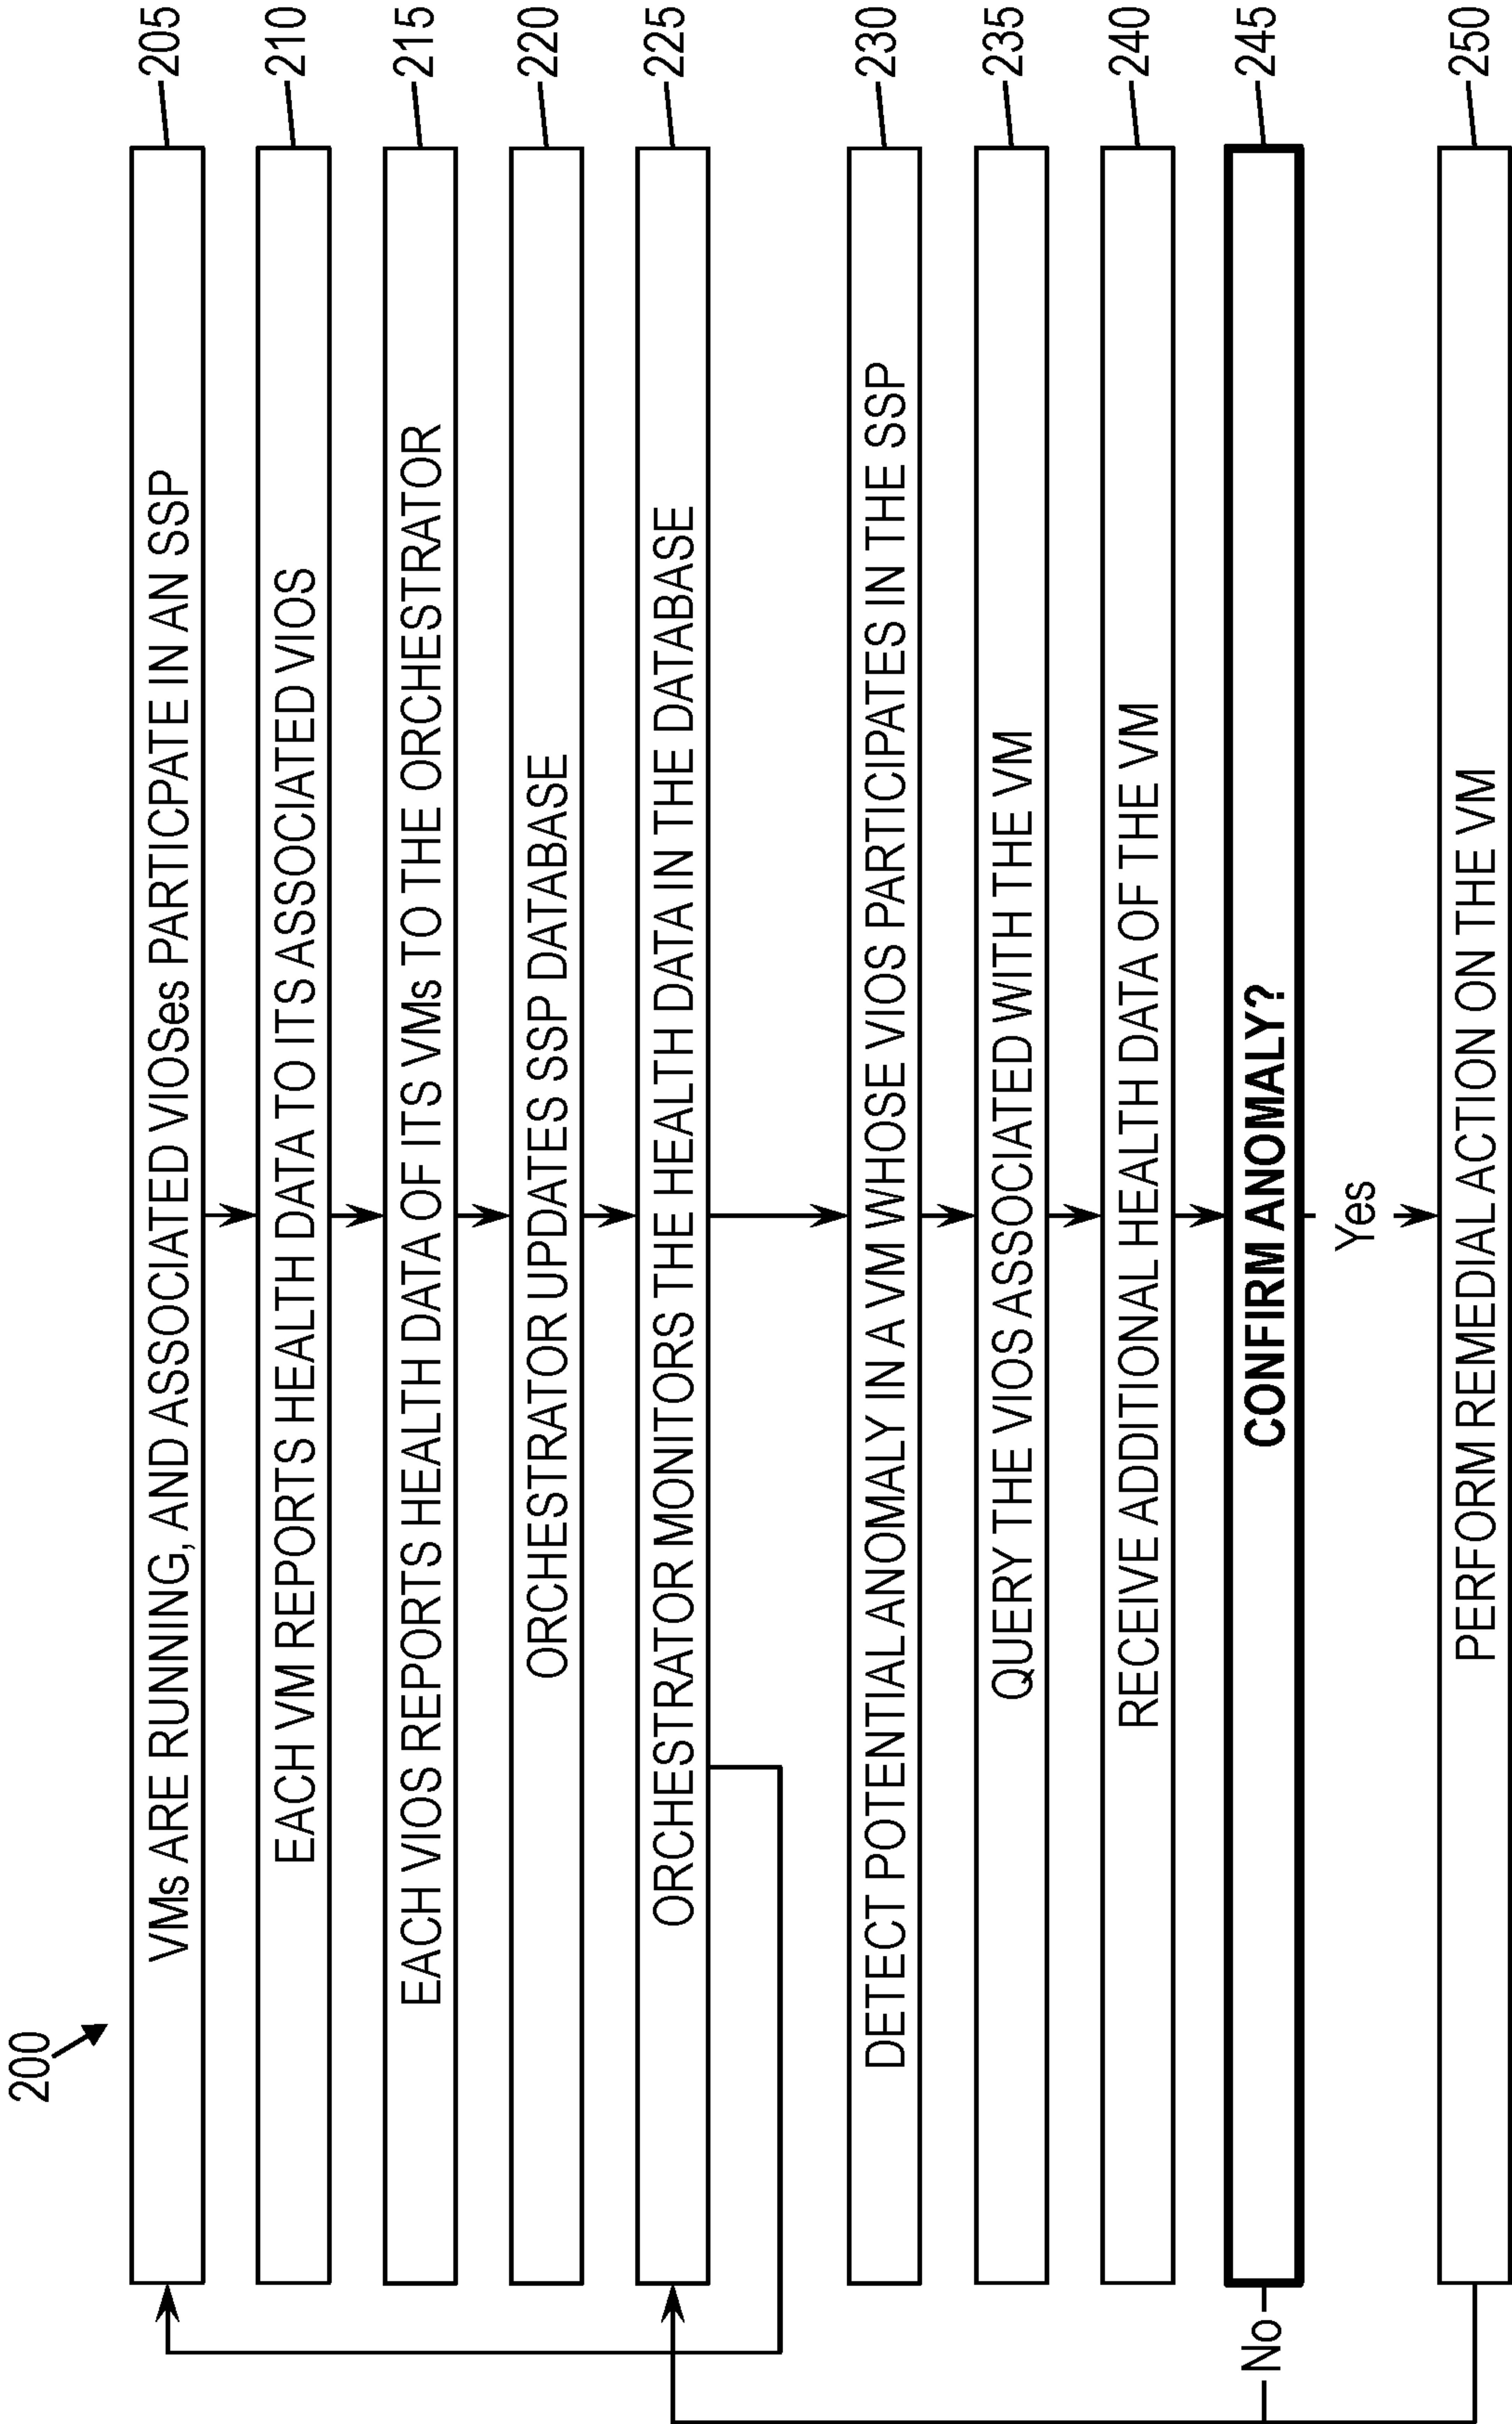 200
VMs ARE RUNNING, AND ASSOCIATED VIOSes PARTICPATE IN AN SSP
205
EACH VM REPORTS HEALTH DATA TO ITS ASSOCIATED VIOS
210
EACH VIOS REPORTS HEALTH DATA OF ITS VMs TO THE ORCHESTRATOR
215
ORCHESTRATOR UPDATES SSP DATABASE
220
ORCHESTRATOR MONITORS THE HEALTH DATA IN THE DATABASE
225
DETECT POTENTIAL ANOMALY IN A VM WHOSE VIOS PARTICIPATES IN THE SSP
230
QUERY THE VIOS ASSOCIATED WITH THE VM
235
RECEIVE ADDITIONAL HEALTH DATA OF THE VM
240
CONFIRM ANOMALY?
245
No
Yes
PERFORM REMEDIAL ACTION ON THE VM
250